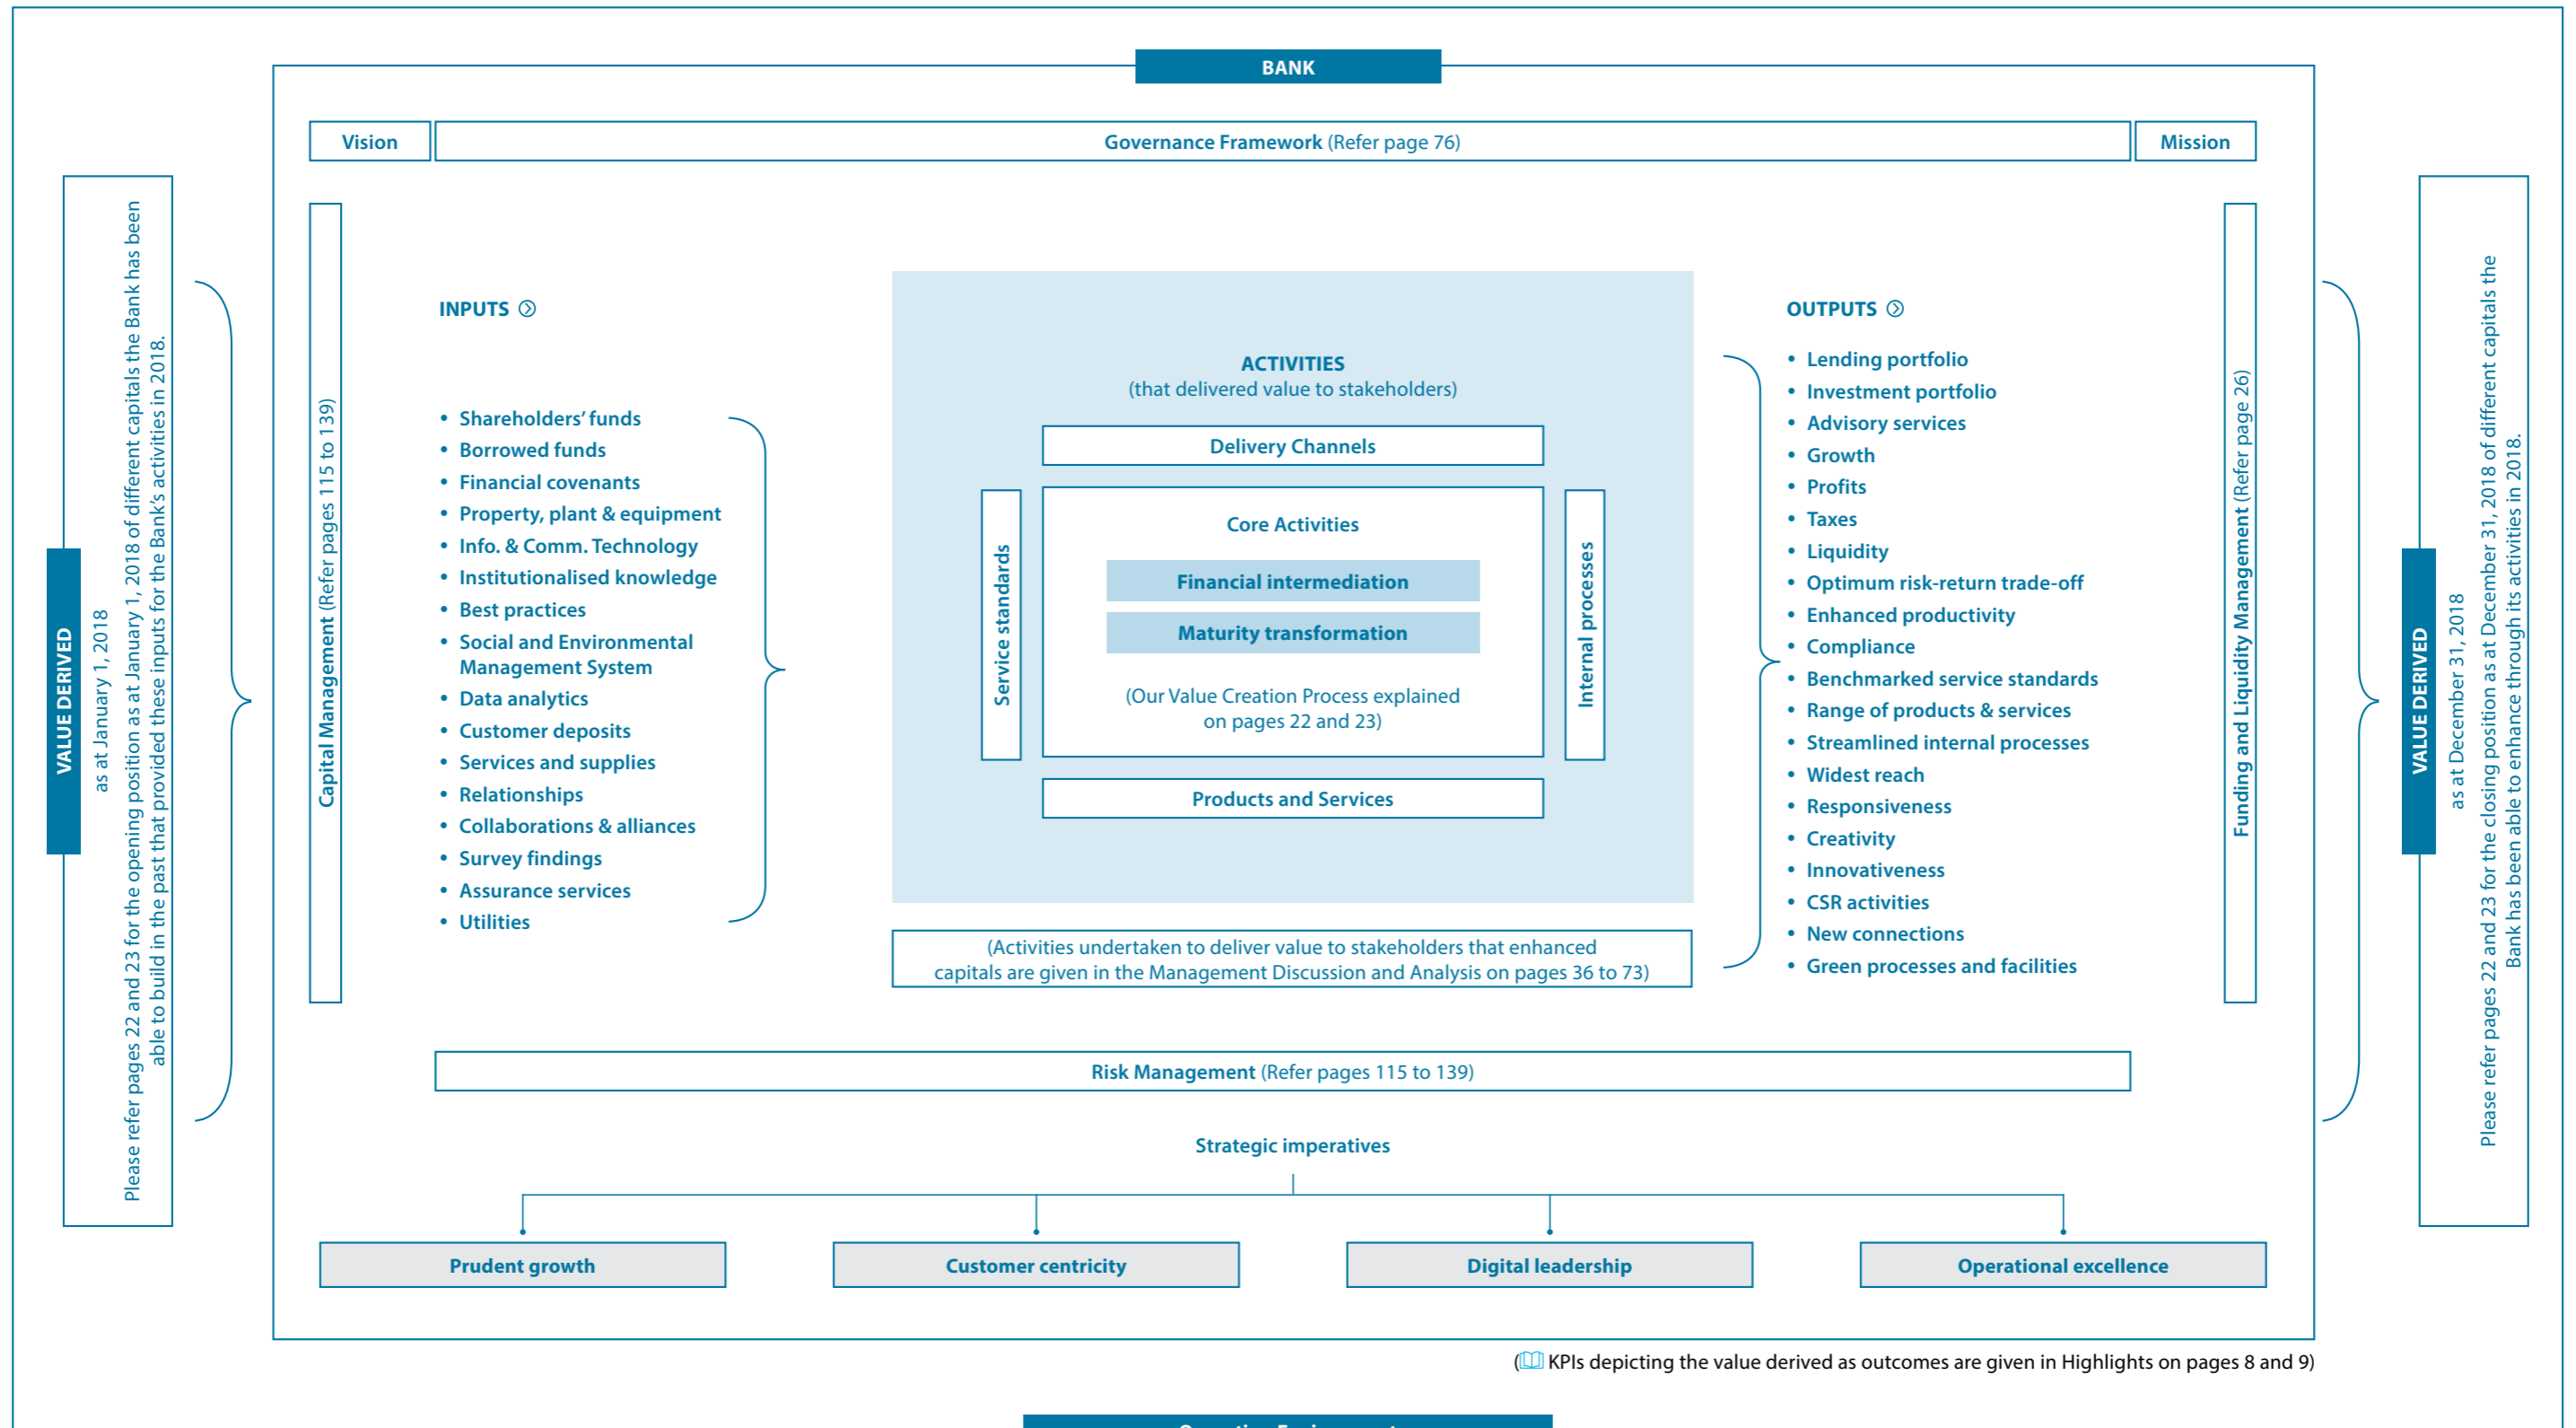 BANK
Vision
Governance Framework (Refer page 76)
Mission
VALUE DERIVED
as at January 1, 2018
Please refer pages 22 and 23 for the opening position as at January 1, 2018 of different capitals the Bank has been
able to build in the past that provided these inputs for the Bank's activities in 2018.
Capital Management (Refer pages 115 to 139)
INPUTS
• Shareholders' funds
• Borrowed funds
• Financial covenants
• Property, plant & equipment
• Info. & Comm. Technology
• Institutionalised knowledge
• Best practices
• Social and Environmental
Management System
• Data analytics
• Customer deposits
• Services and supplies
• Relationships
• Collaborations & alliances
• Survey findings
• Assurance services
• Utilities
ACTIVITIES
(that delivered value to stakeholders)
Delivery Channels
Service standards
Core Activities
Financial intermediation
Maturity transformation
(Our Value Creation Process explained
on pages 22 and 23)
Internal processes
Products and Services
(Activities undertaken to deliver value to stakeholders that enhanced
capitals are given in the Management Discussion and Analysis on pages 36 to 73)
OUTPUTS
• Lending portfolio
• Investment portfolio
• Advisory services
• Growth
• Profits
• Taxes
• Liquidity
• Optimum risk-return trade-off
• Enhanced productivity
• Compliance
• Benchmarked service standards
• Range of products & services
• Streamlined internal processes
• Widest reach
• Responsiveness
• Creativity
• Innovativeness
• CSR activities
• New connections
• Green processes and facilities
Funding and Liquidity Management (Refer page 26)
VALUE DERIVED
as at December 31, 2018
Please refer pages 22 and 23 for the closing position as at December 31, 2018 of different capitals the
Bank has been able to enhance through its activities in 2018.
Risk Management (Refer pages 115 to 139)
Strategic imperatives
Prudent growth
Customer centricity
Digital leadership
Operational excellence
( KPIs depicting the value derived as outcomes are given in Highlights on pages 8 and 9)